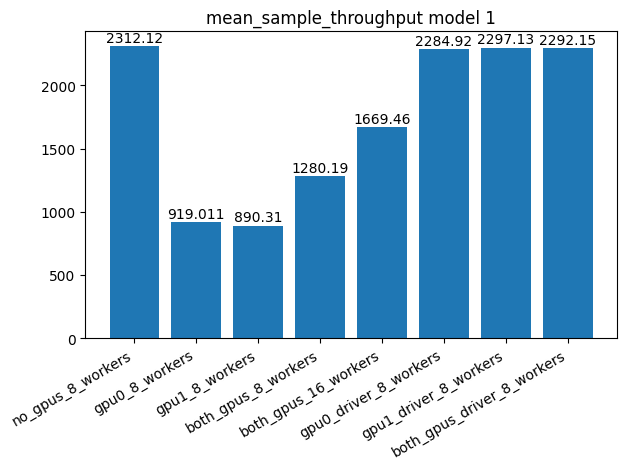 mean_sample_throughput model 1
2312.12
919.011
890.31
1280.19
1669.46
2284.92
2297.13
2292.15
2000
1500
1000
500
0
no_gpus_8_workers
gpu0_8_workers
gpu1_8_workers
both_gpus_8_workers
both_gpus_16_workers
gpu0_driver_8_workers
gpu1_driver_8_workers
both_gpus_driver_8_workers